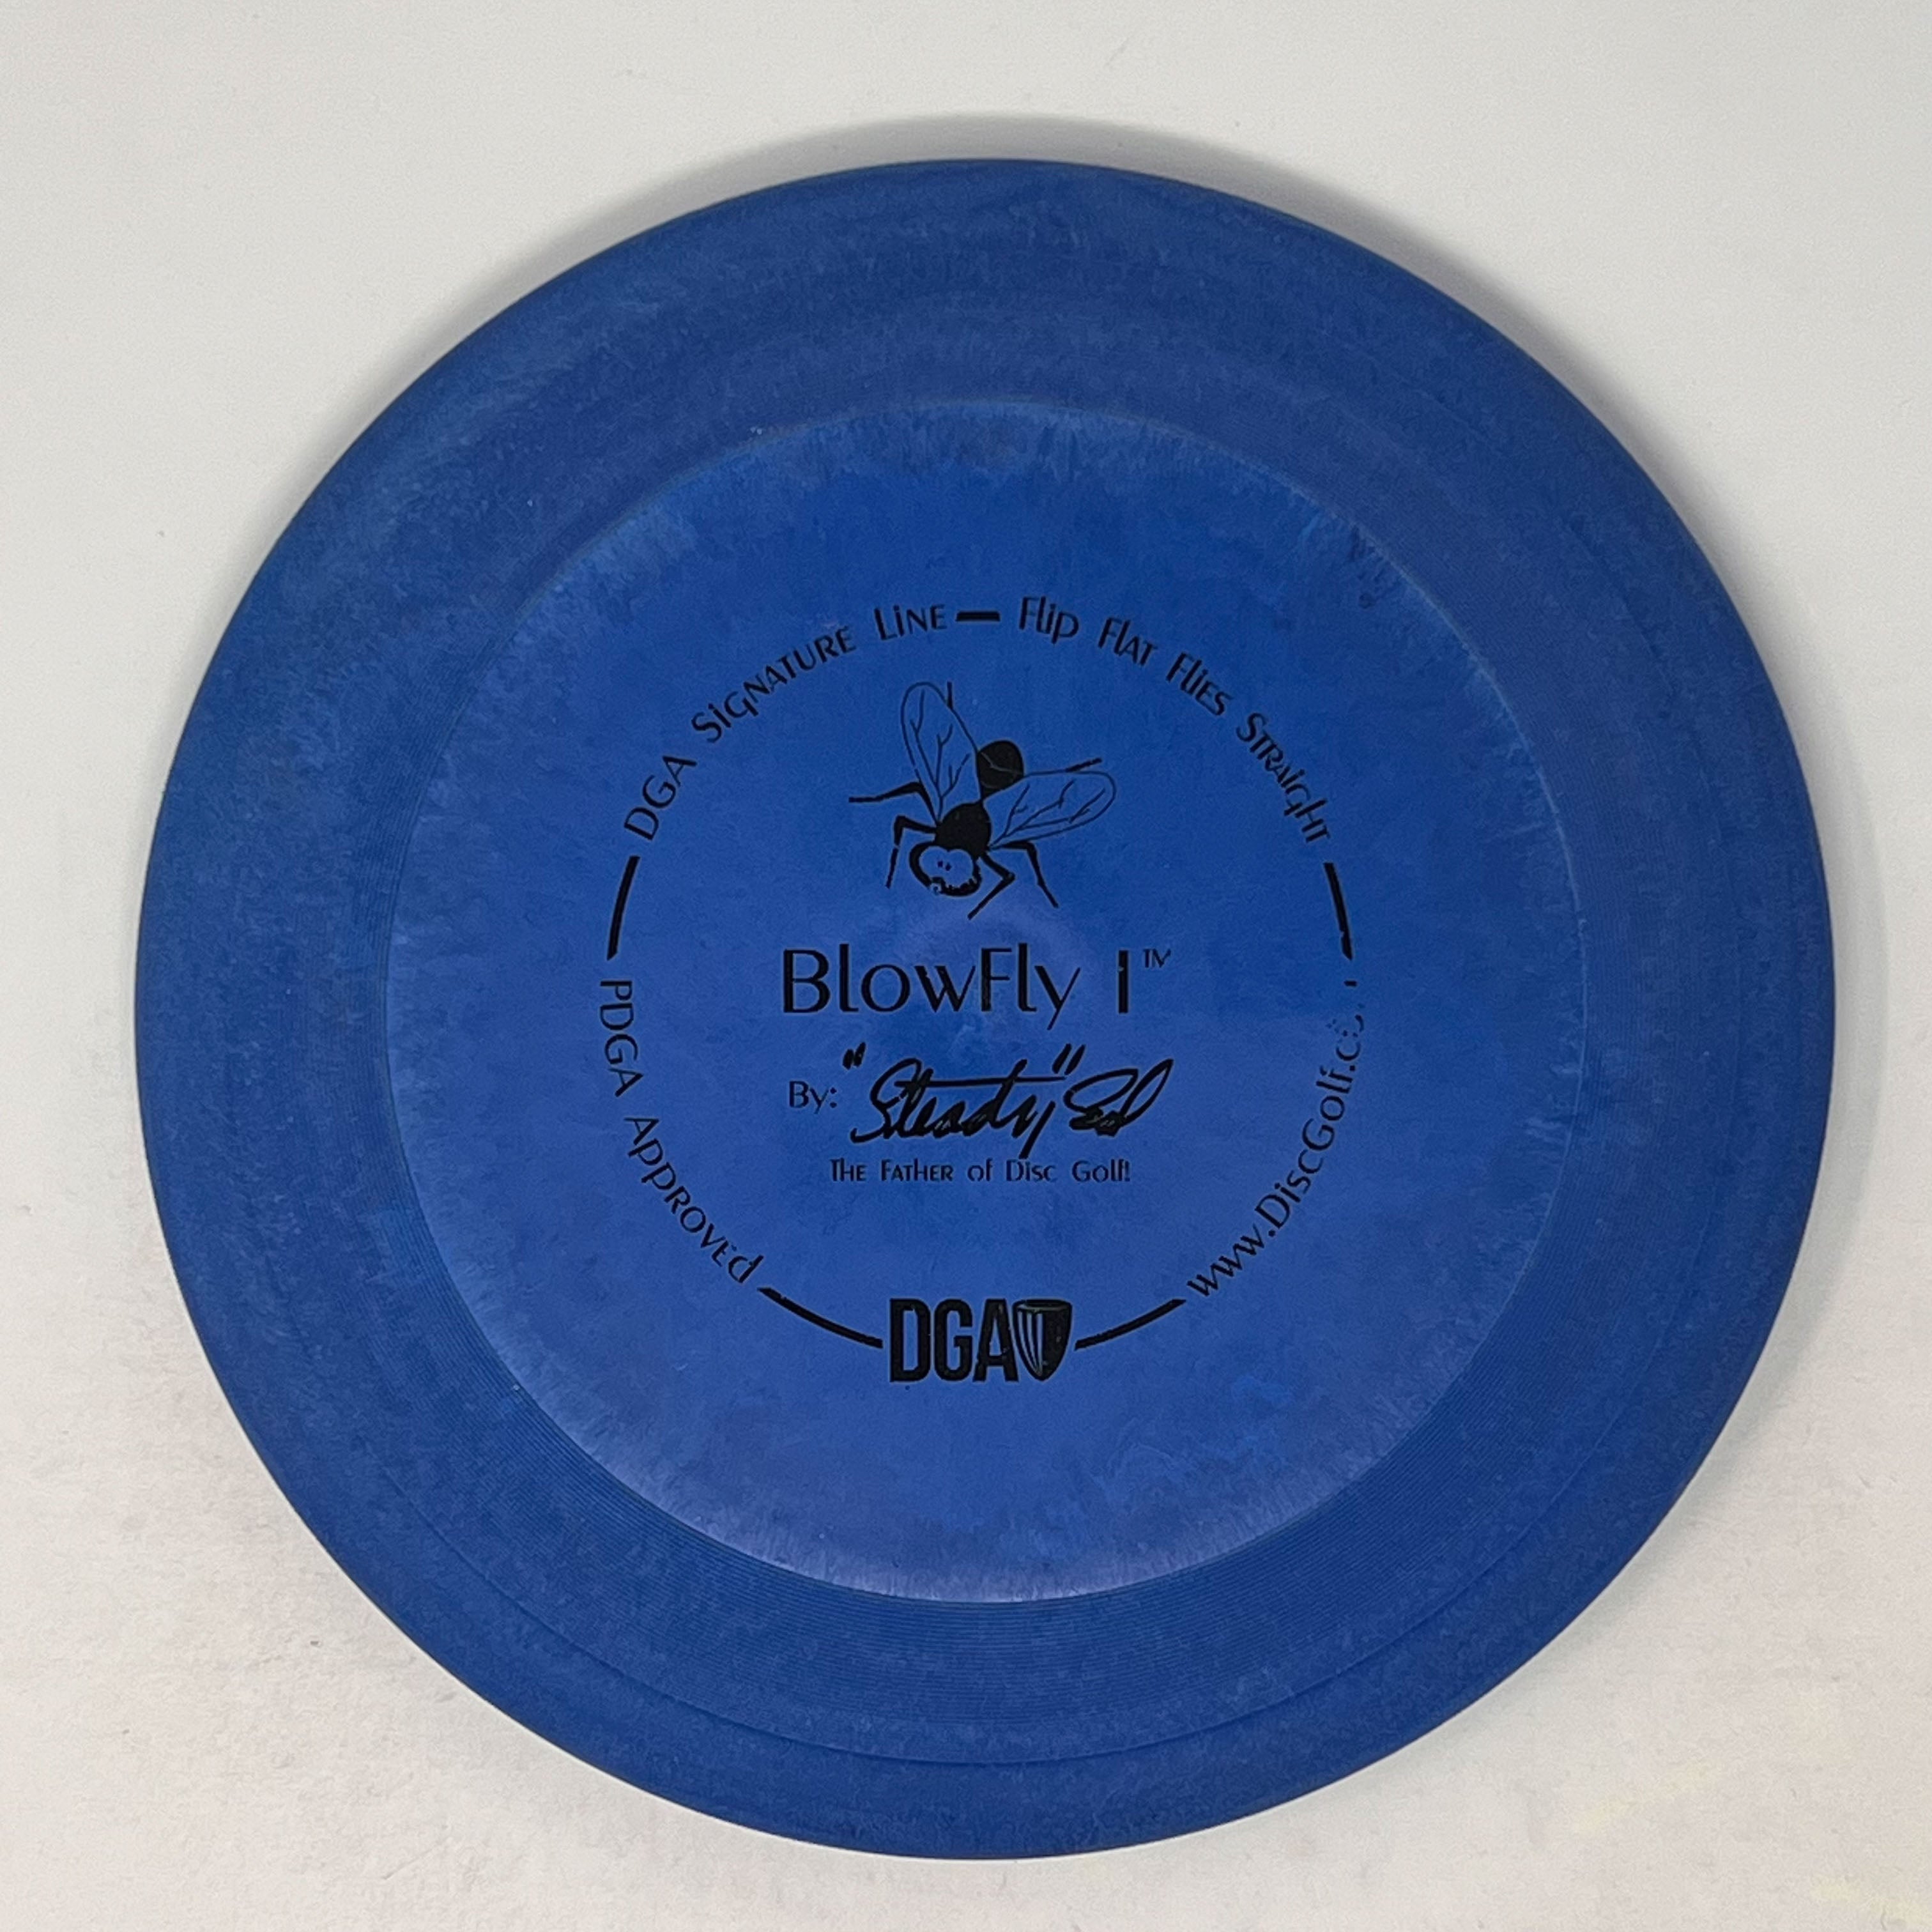 DGA Signature Line — Flip Flat Flies Straight
BlowFly I™
By: "Steady" Ed
The Father of Disc Golf!
PDGA Approved
DGA